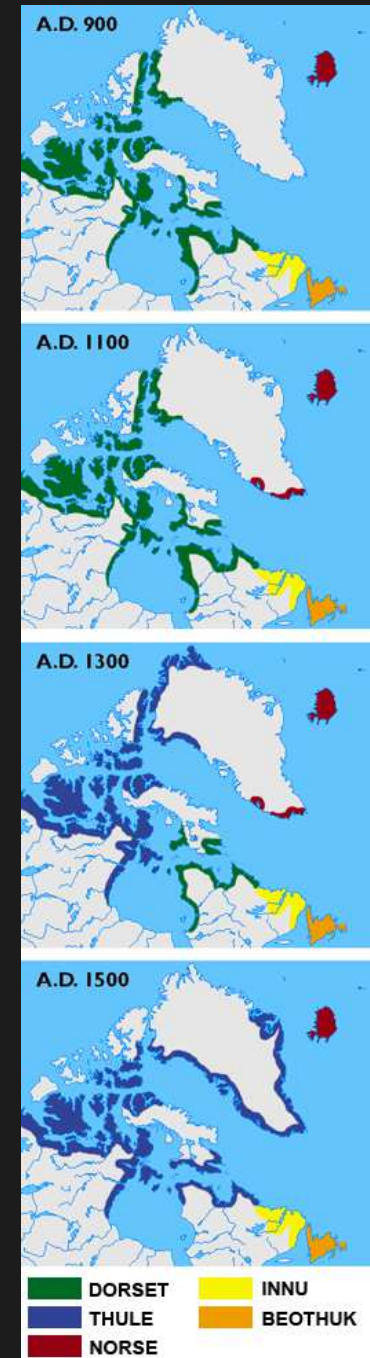 A.D. 900
A.D. 1100
A.D. 1300
A.D. 1500
DORSET INNU
THULE BEOTHUK
NORSE